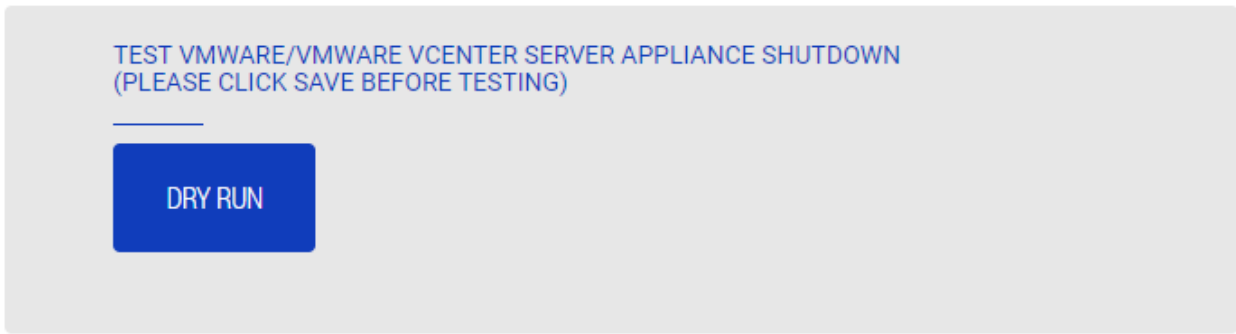 TEST VMWARE/VMWARE VCENTER SERVER APPLIANCE SHUTDOWN
(PLEASE CLICK SAVE BEFORE TESTING)
DRY RUN